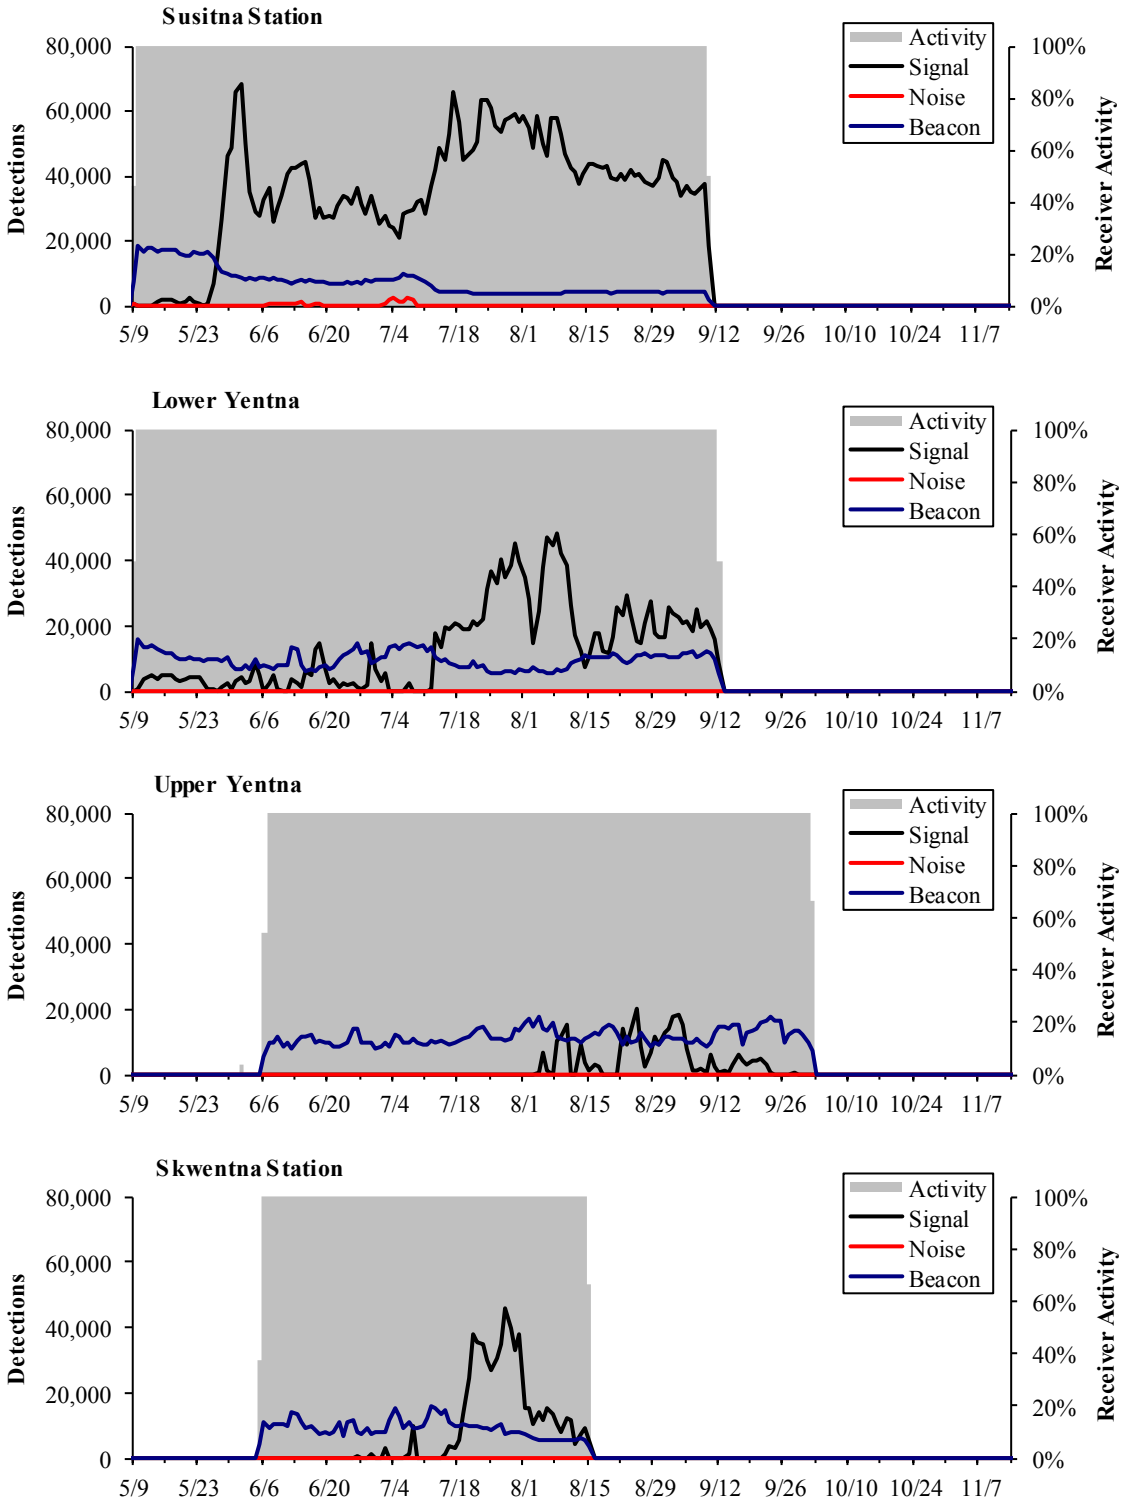 Susitna Station
80,000
60,000
40,000
20,000
0
Detections
100%
80%
60%
40%
20%
0%
Receiver Activity
Activity
Signal
Noise
Beacon
5/9 5/23 6/6 6/20 7/4 7/18 8/1 8/15 8/29 9/12 9/26 10/10 10/24 11/7
Lower Yentna
80,000
60,000
40,000
20,000
0
Detections
100%
80%
60%
40%
20%
0%
Receiver Activity
Activity
Signal
Noise
Beacon
5/9 5/23 6/6 6/20 7/4 7/18 8/1 8/15 8/29 9/12 9/26 10/10 10/24 11/7
Upper Yentna
80,000
60,000
40,000
20,000
0
Detections
100%
80%
60%
40%
20%
0%
Receiver Activity
Activity
Signal
Noise
Beacon
5/9 5/23 6/6 6/20 7/4 7/18 8/1 8/15 8/29 9/12 9/26 10/10 10/24 11/7
Skwentna Station
80,000
60,000
40,000
20,000
0
Detections
100%
80%
60%
40%
20%
0%
Receiver Activity
Activity
Signal
Noise
Beacon
5/9 5/23 6/6 6/20 7/4 7/18 8/1 8/15 8/29 9/12 9/26 10/10 10/24 11/7